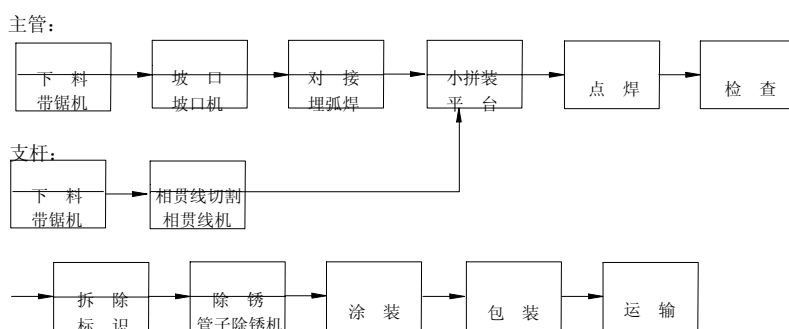 主管：
下 料 坡 口 对 接 小拼装 点 焊 检 查
带锯机 坡口机 埋弧焊 平 台
支杆：
下 料 相贯线切割
带锯机 相贯线机
拆 除 除 锈 涂 装 包 装 运 输
标 识 管子除锈机